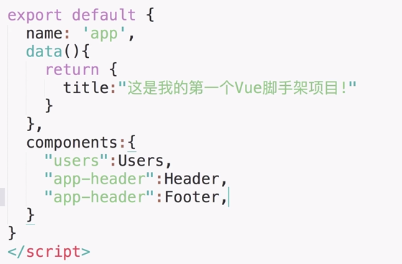 export default {
  name: 'app',
  data(){
    return {
      title:"这是我的第一个Vue脚手架项目!"
    }
  },
  components:{
    "users":Users,
    "app-header":Header,
    "app-header":Footer,
  }
}
</script>